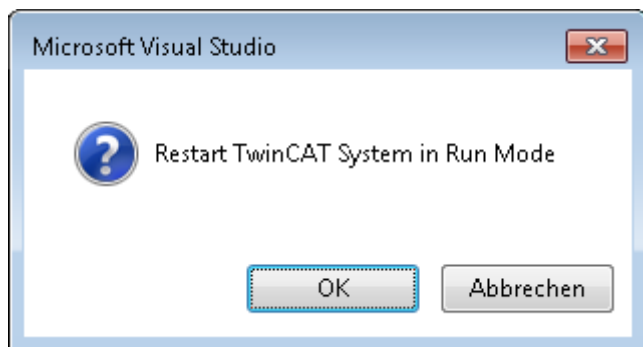 Microsoft Visual Studio
Restart TwinCAT System in Run Mode
OK
Abbrechen